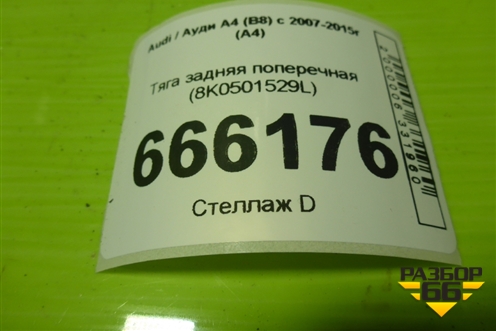 Audi / Ауди А4 (B8) с 2007-2015г
(A4)
Тяга задняя поперечная
(8K0501529L)
666176
Стеллаж D
РАЗБОР
66